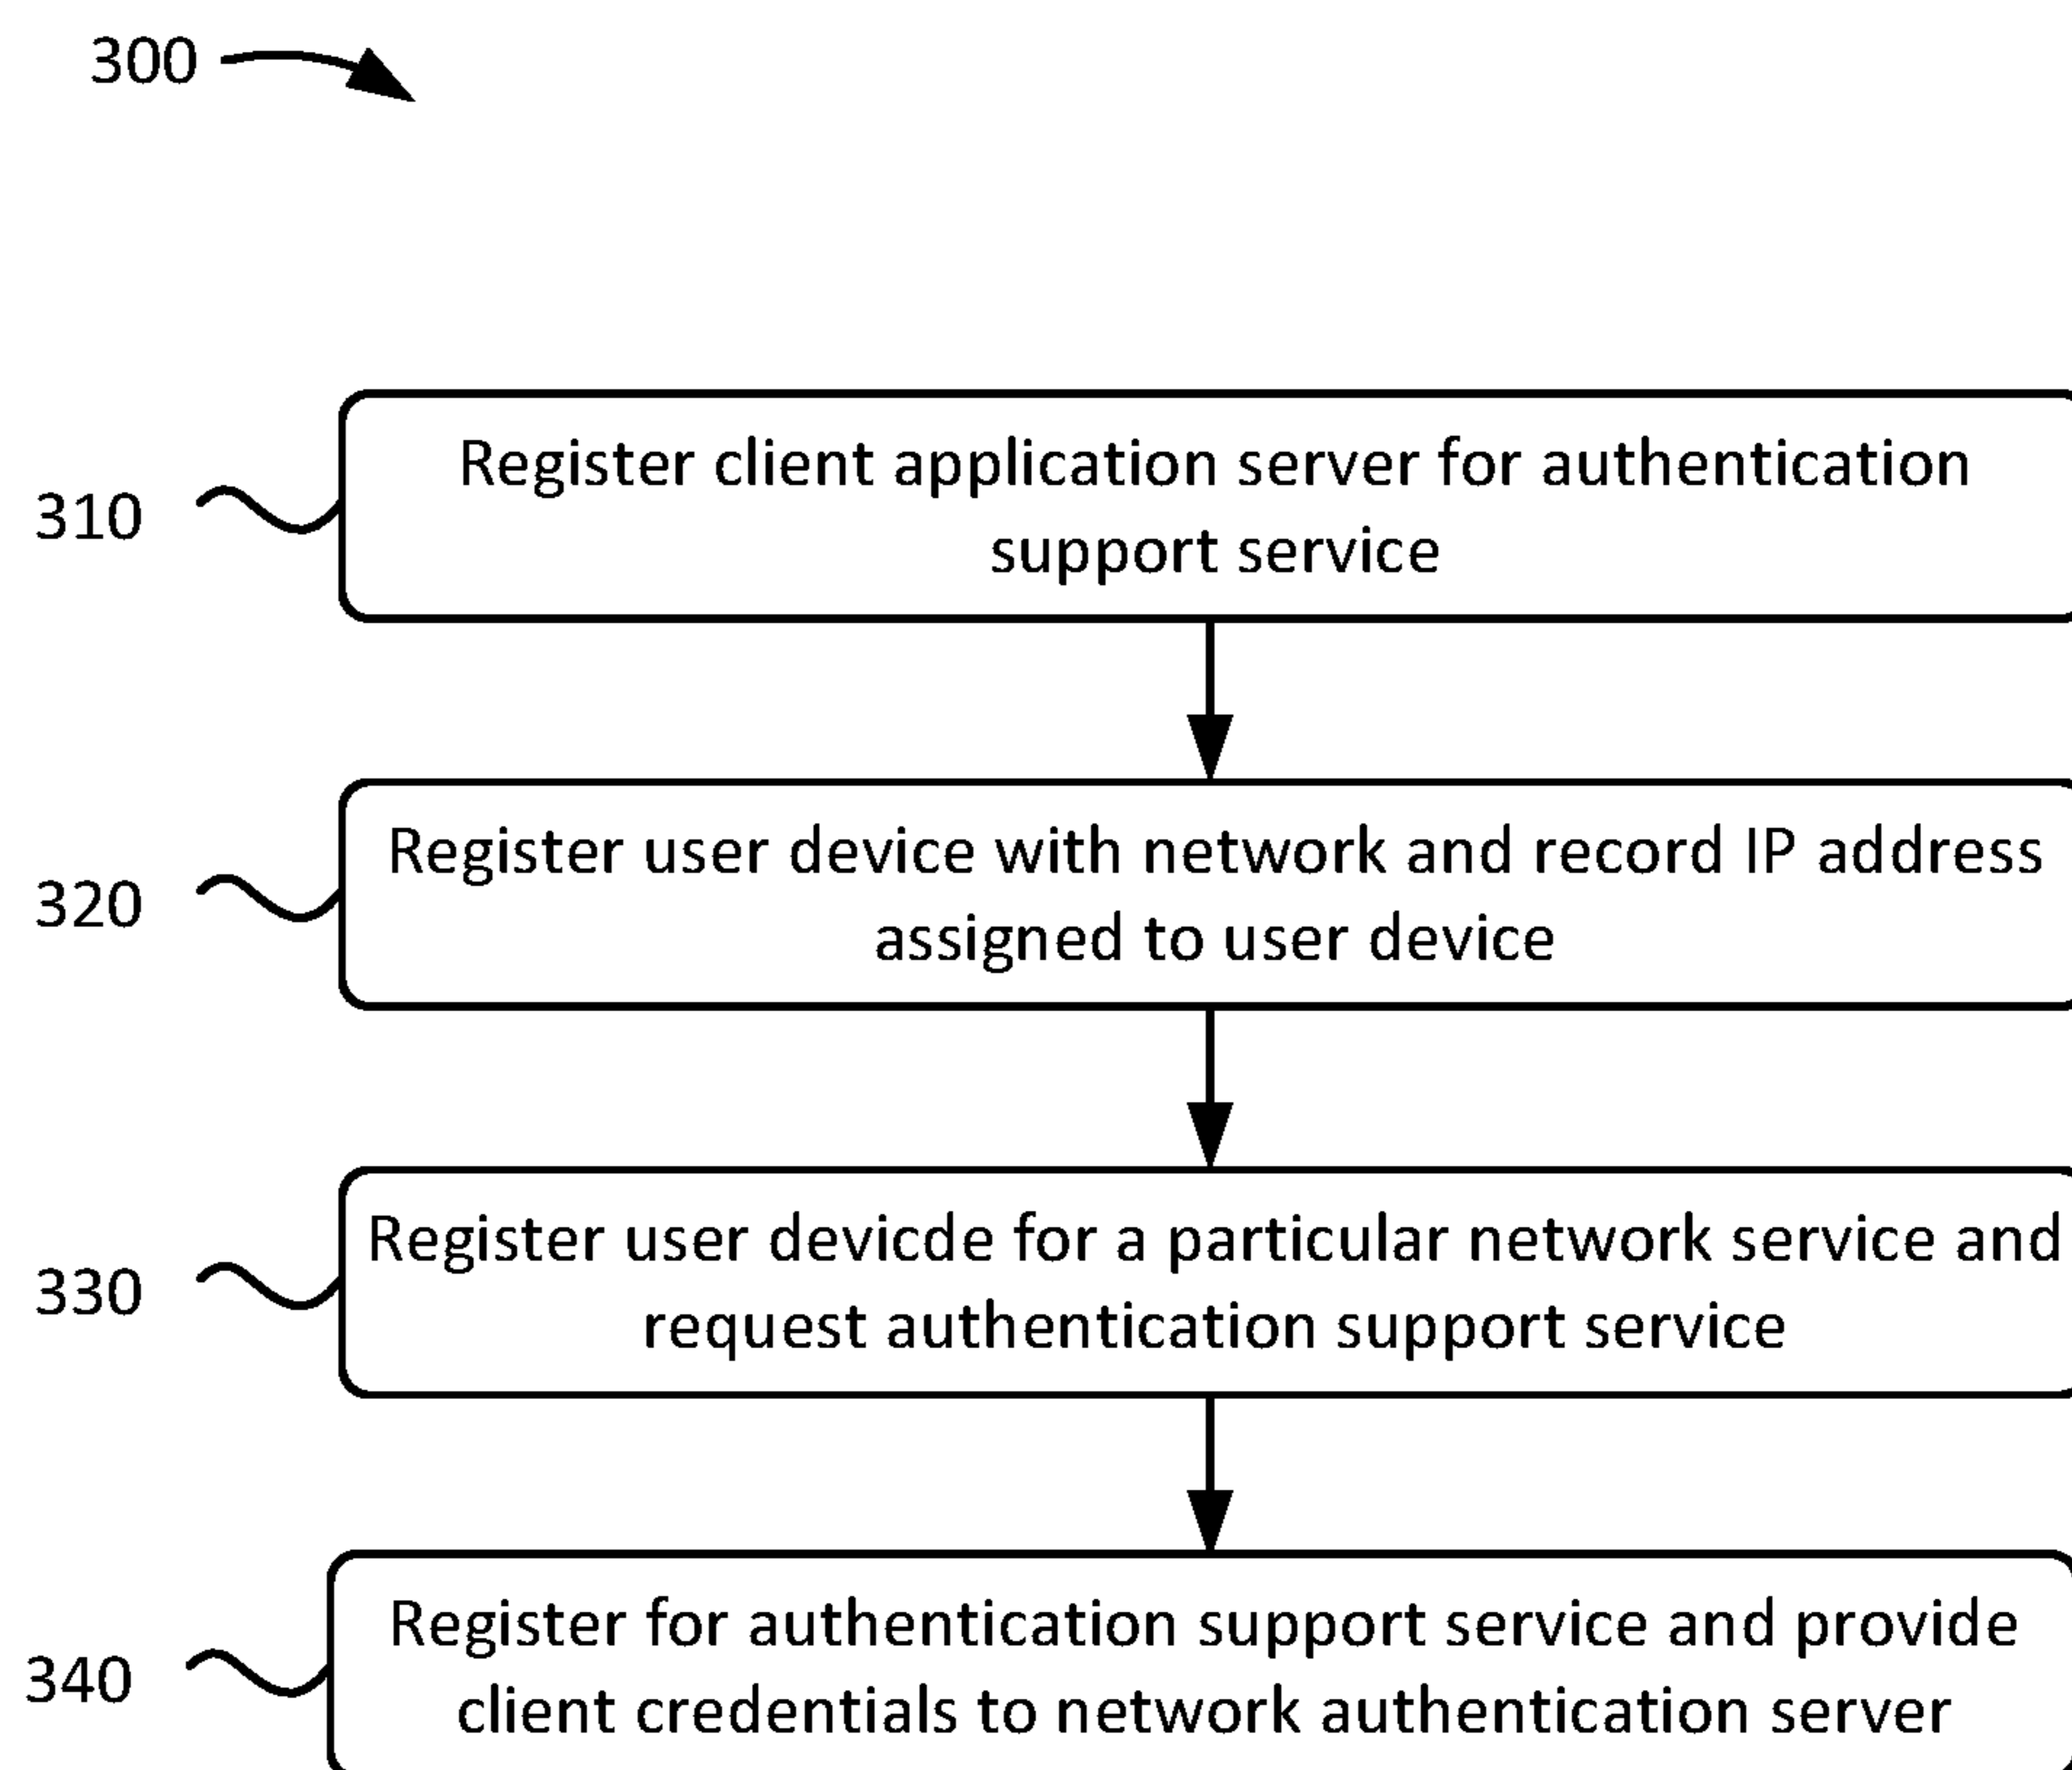 300
310
Register client application server for authentication
support service
320
Register user device with network and record IP address
assigned to user device
330
Register user devicde for a particular network service and
request authentication support service
340
Register for authentication support service and provide
client credentials to network authentication server